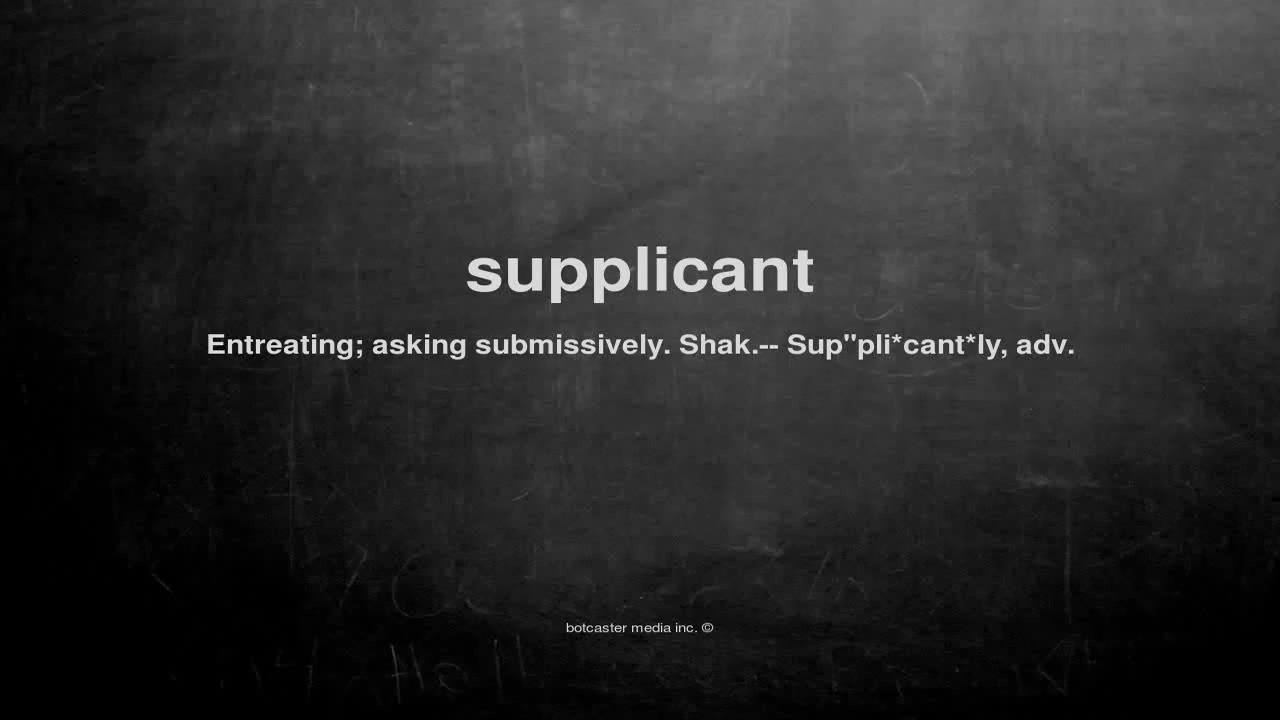 supplicant
Entreating; asking submissively. Shak.-- Sup"pli*cant*ly, adv.
botcaster media inc. ©